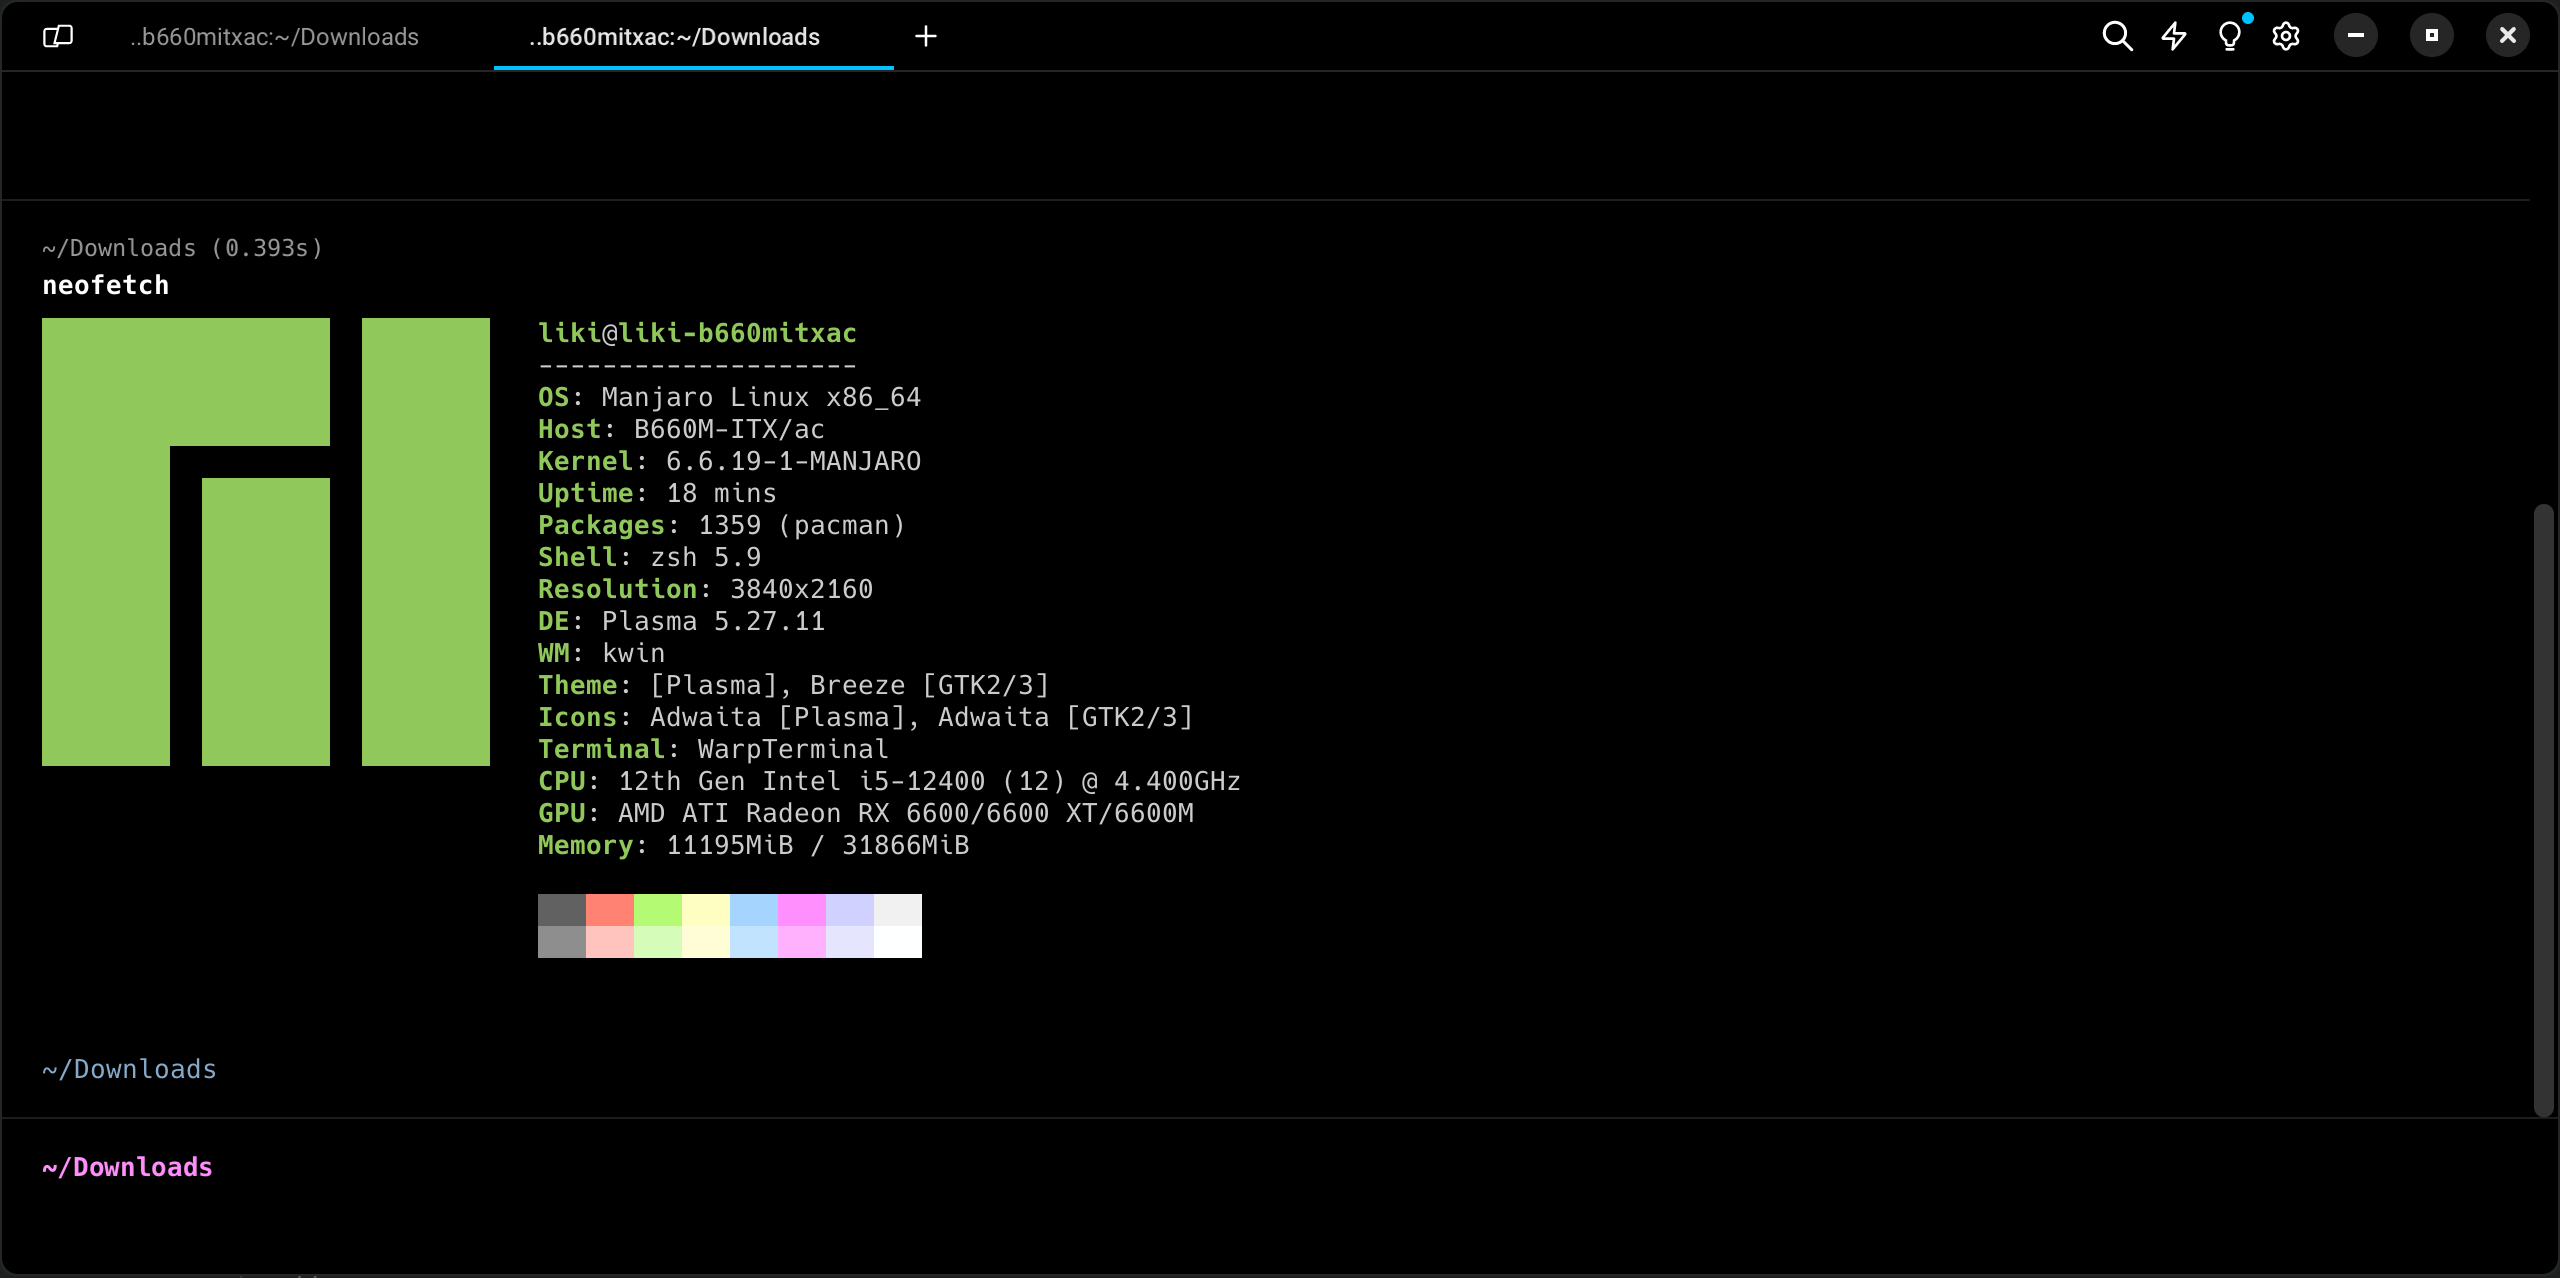 ..b660mitxac:~/Downloads
..b660mitxac:~/Downloads
~/Downloads (0.393s)
neofetch
liki@liki-b660mitxac
--------------------
OS: Manjaro Linux x86_64
Host: B660M-ITX/ac
Kernel: 6.6.19-1-MANJARO
Uptime: 18 mins
Packages: 1359 (pacman)
Shell: zsh 5.9
Resolution: 3840x2160
DE: Plasma 5.27.11
WM: kwin
Theme: [Plasma], Breeze [GTK2/3]
Icons: Adwaita [Plasma], Adwaita [GTK2/3]
Terminal: WarpTerminal
CPU: 12th Gen Intel i5-12400 (12) @ 4.400GHz
GPU: AMD ATI Radeon RX 6600/6600 XT/6600M
Memory: 11195MiB / 31866MiB
~/Downloads
~/Downloads